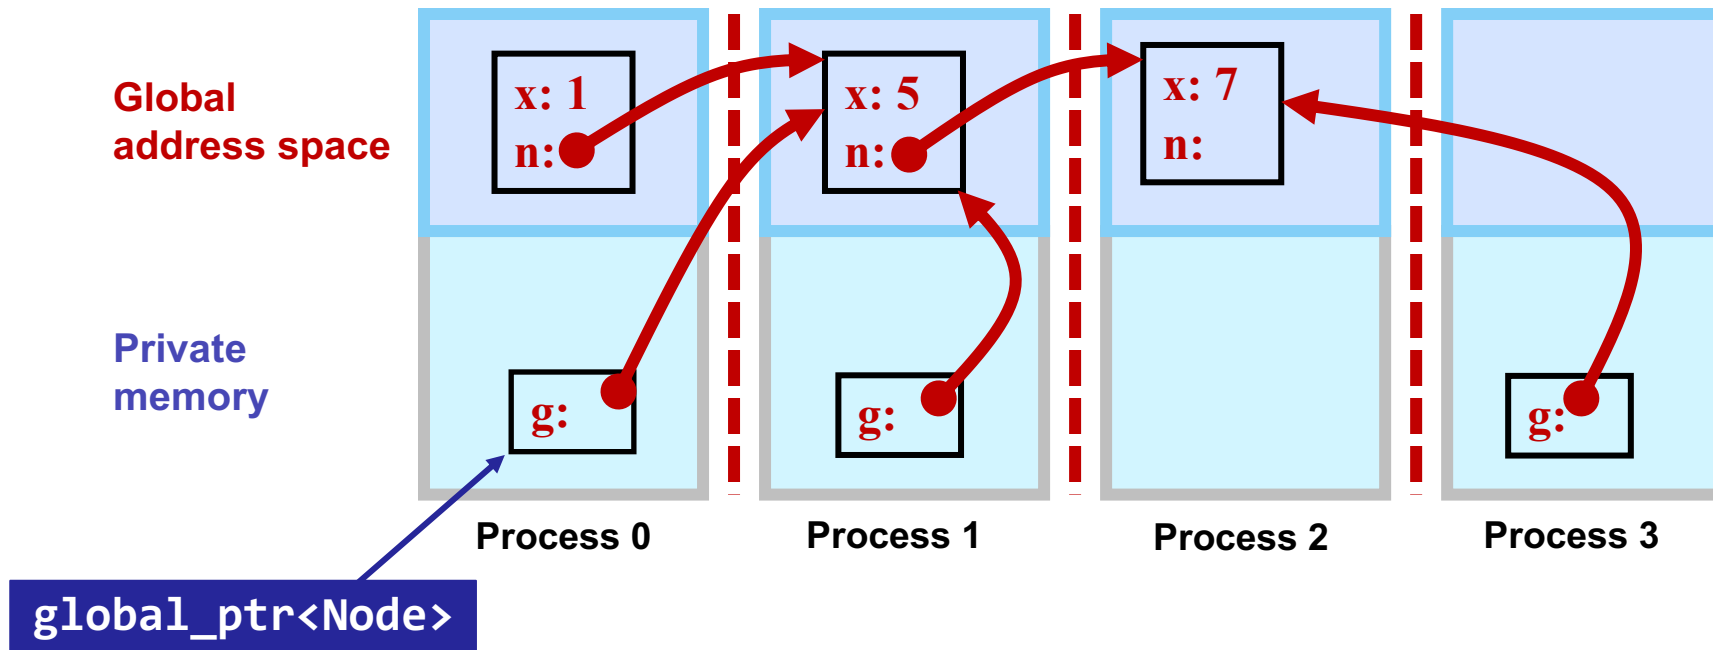 Global
address space
x: 1
n:
x: 5
n:
x: 7
n:
Private
memory
g:
g:
g:
Process 0
Process 1
Process 2
Process 3
global_ptr<Node>